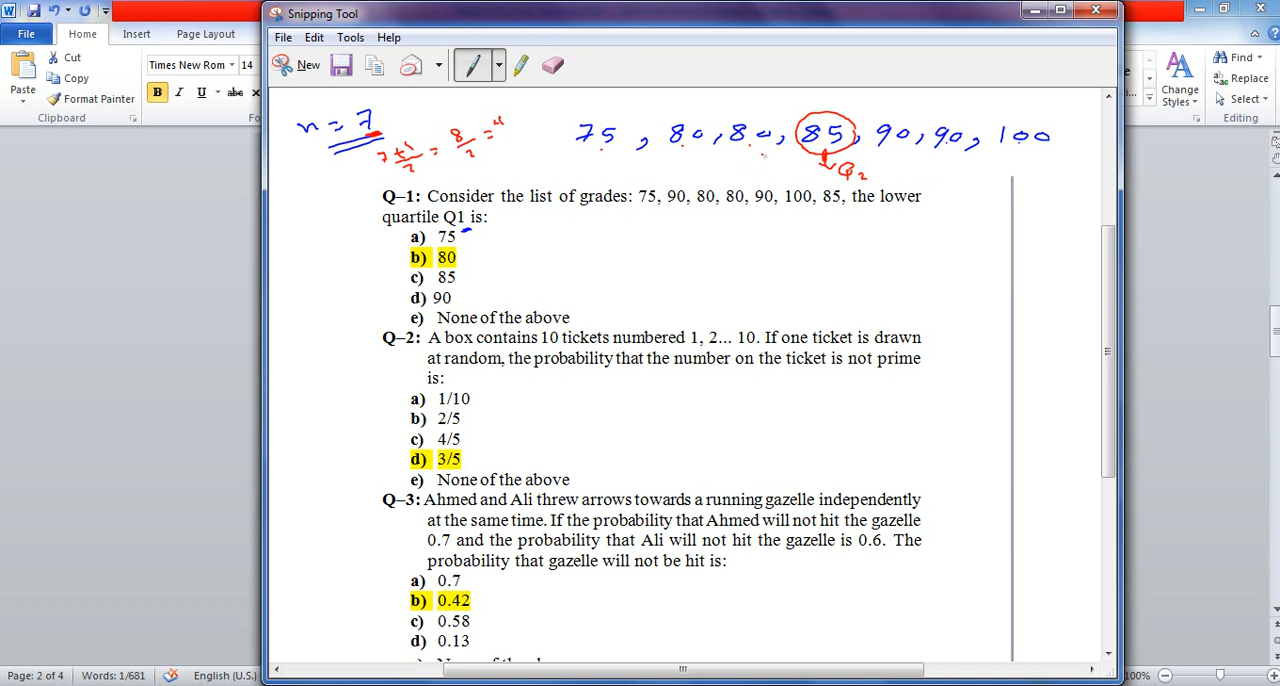 Snipping Tool
File Home Insert Page Layout
File Edit Tools Help
Cut
Copy
Format Painter
Paste
Clipboard
Times New Rom 14
B I U abe
New
Change Styles
Find
Replace
Select
Editing
n = 7
7+1/2 = 8/2 = 4
75, 80, 80, 85, 90, 90, 100
Q2
Q–1: Consider the list of grades: 75, 90, 80, 80, 90, 100, 85, the lower
quartile Q1 is:
a) 75
b) 80
c) 85
d) 90
e) None of the above
Q–2: A box contains 10 tickets numbered 1, 2... 10. If one ticket is drawn
at random, the probability that the number on the ticket is not prime
is:
a) 1/10
b) 2/5
c) 4/5
d) 3/5
e) None of the above
Q–3: Ahmed and Ali threw arrows towards a running gazelle independently
at the same time. If the probability that Ahmed will not hit the gazelle
0.7 and the probability that Ali will not hit the gazelle is 0.6. The
probability that gazelle will not be hit is:
a) 0.7
b) 0.42
c) 0.58
d) 0.13
Page: 2 of 4 Words: 1/681 English (U.S.) 100%